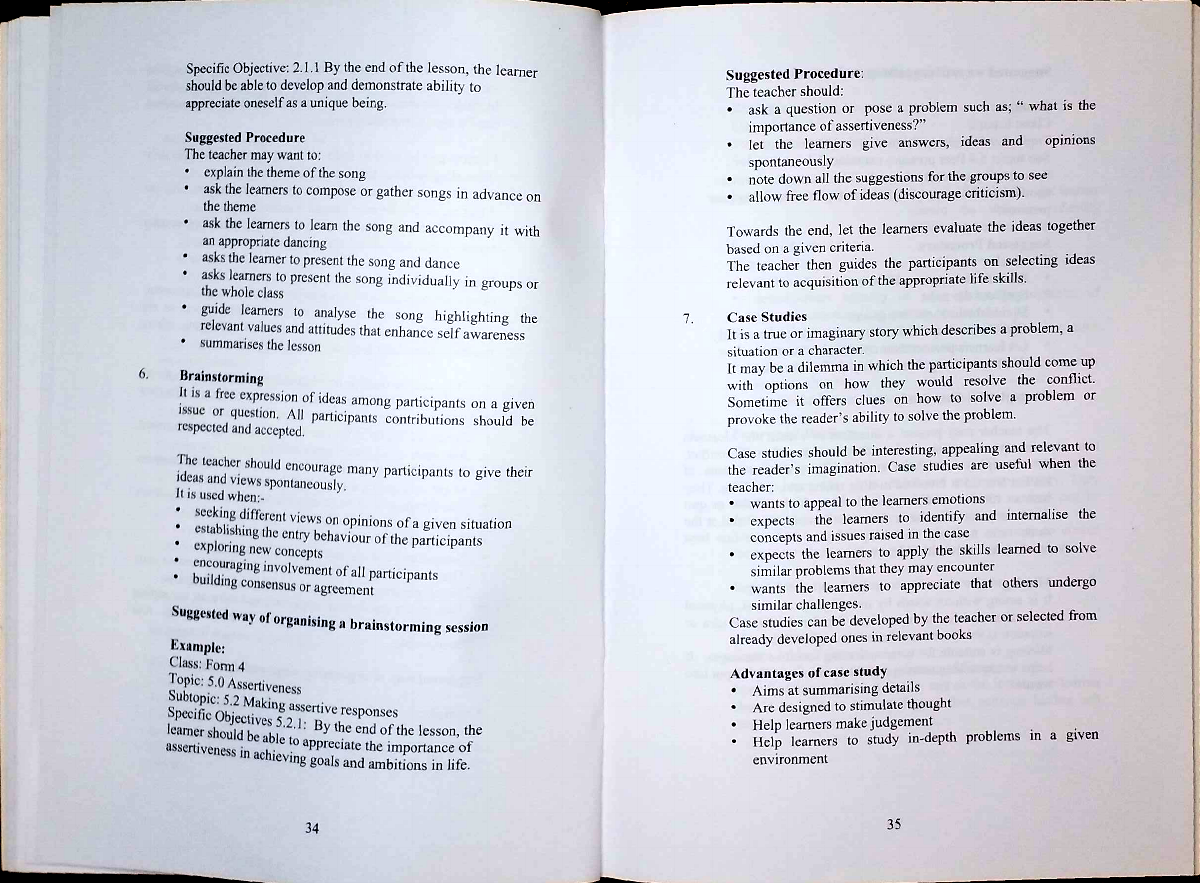 Specific Objective: 2.1.1 By the end of the lesson, the learner
should be able to develop and demonstrate ability to
appreciate oneself as a unique being.
Suggested Procedure
The teacher may want to:
• explain the theme of the song
• ask the learners to compose or gather songs in advance on
the theme
• ask the learners to learn the song and accompany it with
an appropriate dancing
• asks the learner to present the song and dance
• asks learners to present the song individually in groups or
the whole class
• guide learners to analyse the song highlighting the
relevant values and attitudes that enhance self awareness
• summarises the lesson
6. Brainstorming
It is a free expression of ideas among participants on a given
issue or question. All participants contributions should be
respected and accepted.
The teacher should encourage many participants to give their
ideas and views spontaneously.
It is used when:-
• seeking different views on opinions of a given situation
• establishing the entry behaviour of the participants
• exploring new concepts
• encouraging involvement of all participants
• building consensus or agreement
Suggested way of organising a brainstorming session
Example:
Class: Form 4
Topic: 5.0 Assertiveness
Subtopic: 5.2 Making assertive responses
Specific Objectives 5.2.1: By the end of the lesson, the
learner should be able to appreciate the importance of
assertiveness in achieving goals and ambitions in life.
34
Suggested Procedure:
The teacher should:
• ask a question or pose a problem such as; “ what is the
importance of assertiveness?”
• let the learners give answers, ideas and opinions
spontaneously
• note down all the suggestions for the groups to see
• allow free flow of ideas (discourage criticism).
Towards the end, let the learners evaluate the ideas together
based on a given criteria.
The teacher then guides the participants on selecting ideas
relevant to acquisition of the appropriate life skills.
7. Case Studies
It is a true or imaginary story which describes a problem, a
situation or a character.
It may be a dilemma in which the participants should come up
with options on how they would resolve the conflict.
Sometime it offers clues on how to solve a problem or
provoke the reader’s ability to solve the problem.
Case studies should be interesting, appealing and relevant to
the reader’s imagination. Case studies are useful when the
teacher:
• wants to appeal to the learners emotions
• expects the learners to identify and internalise the
concepts and issues raised in the case
• expects the learners to apply the skills learned to solve
similar problems that they may encounter
• wants the learners to appreciate that others undergo
similar challenges.
Case studies can be developed by the teacher or selected from
already developed ones in relevant books
Advantages of case study
• Aims at summarising details
• Are designed to stimulate thought
• Help learners make judgement
• Help learners to study in-depth problems in a given
environment
35